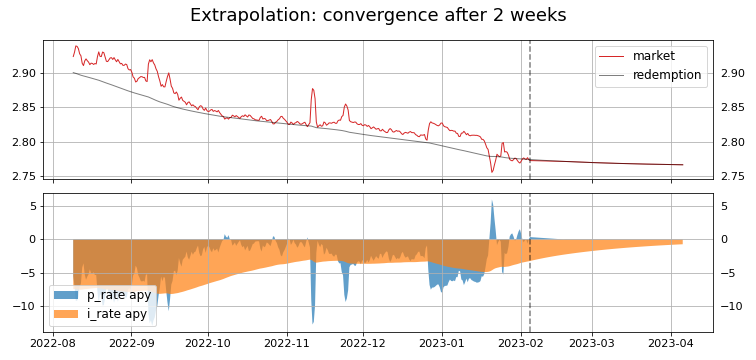 Extrapolation: convergence after 2 weeks
market
redemption
2.90 2.90
2.85 2.85
2.80 2.80
2.75 2.75
5 5
0 0
−5 −5
−10 −10
p_rate apy
i_rate apy
2022-08 2022-09 2022-10 2022-11 2022-12 2023-01 2023-02 2023-03 2023-04